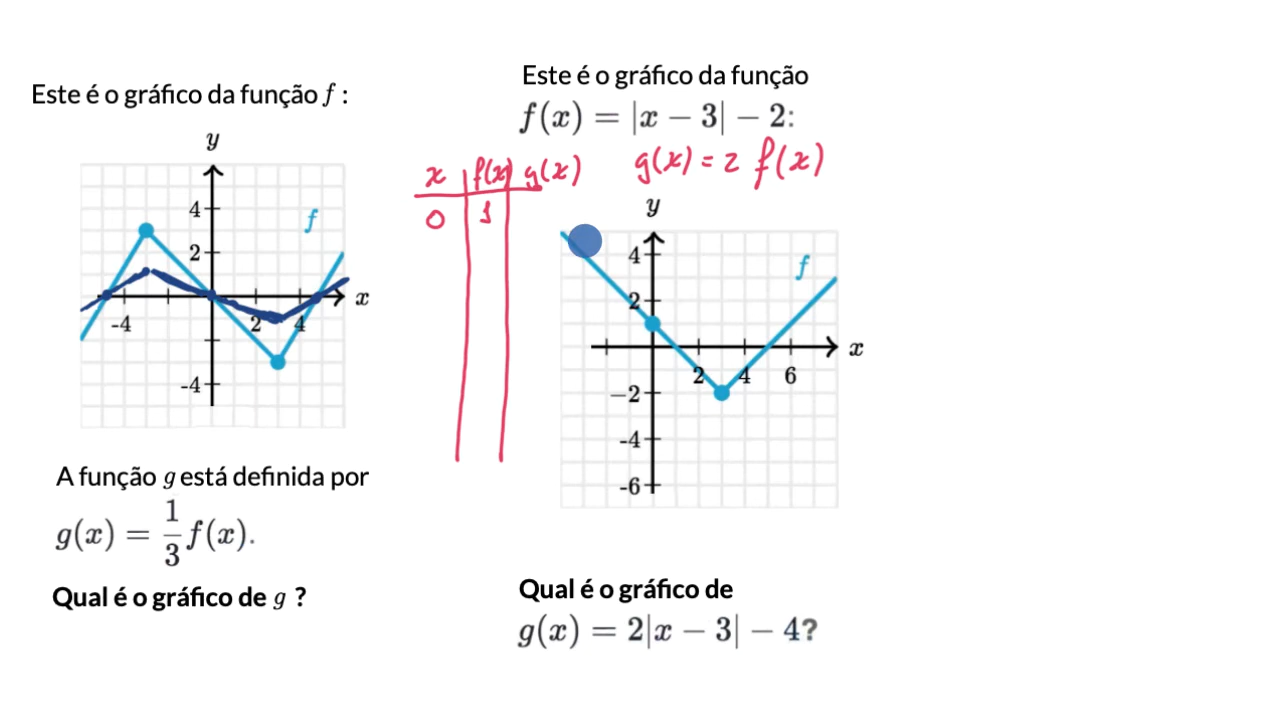 Este é o gráfico da função f :
y
4
2
f
x
-4
2
4
-4
A função g está definida por
g(x) = 1/3 f(x).
Qual é o gráfico de g ?
Este é o gráfico da função
f(x) = |x − 3| − 2:
g(x) = 2 f(x)
x f(x) g(x)
0 1
y
4
f
2
x
2 4 6
−2
-4
-6
Qual é o gráfico de
g(x) = 2|x − 3| − 4?